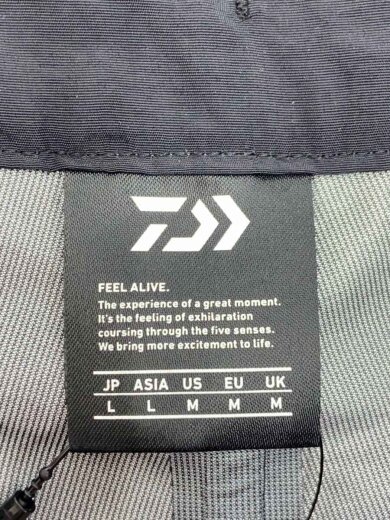 FEEL ALIVE.
The experience of a great moment.
It's the feeling of exhilaration
coursing through the five senses.
We bring more excitement to life.
JP ASIA US EU UK
L L M M M